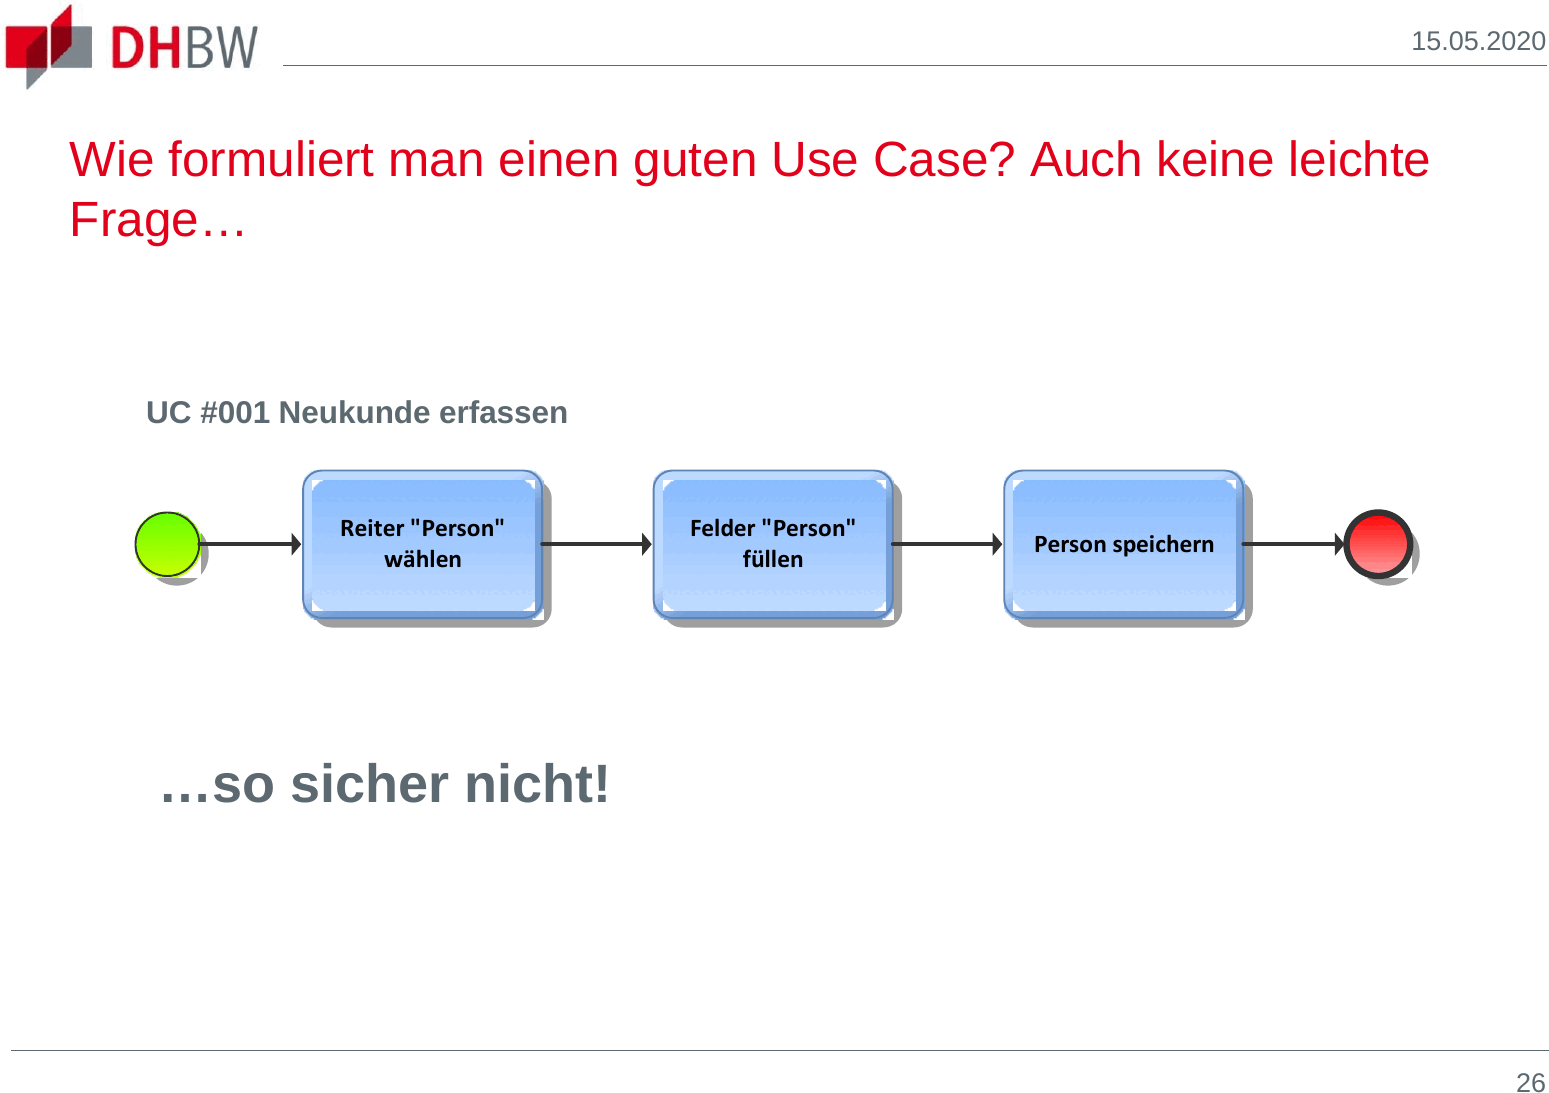 DHBW
15.05.2020
Wie formuliert man einen guten Use Case? Auch keine leichte
Frage…
UC #001 Neukunde erfassen
Reiter "Person"
wählen
Felder "Person"
füllen
Person speichern
…so sicher nicht!
26